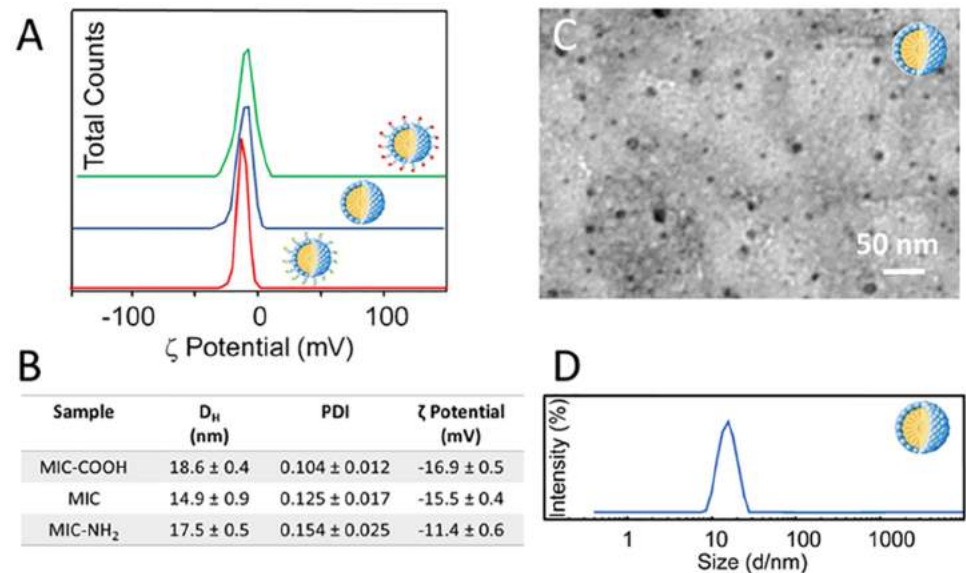 A
Total Counts
-100 0 100
ζ Potential (mV)
B
Sample D_H (nm) PDI ζ Potential (mV)
MIC-COOH 18.6 ± 0.4 0.104 ± 0.012 -16.9 ± 0.5
MIC 14.9 ± 0.9 0.125 ± 0.017 -15.5 ± 0.4
MIC-NH₂ 17.5 ± 0.5 0.154 ± 0.025 -11.4 ± 0.6
C
50 nm
D
Intensity (%)
1 10 100 1000
Size (d/nm)